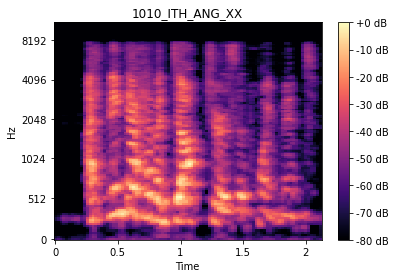 1010_ITH_ANG_XX
8192
4096
2048
1024
512
0
Hz
0
0.5
1
1.5
2
Time
+0 dB
-10 dB
-20 dB
-30 dB
-40 dB
-50 dB
-60 dB
-70 dB
-80 dB